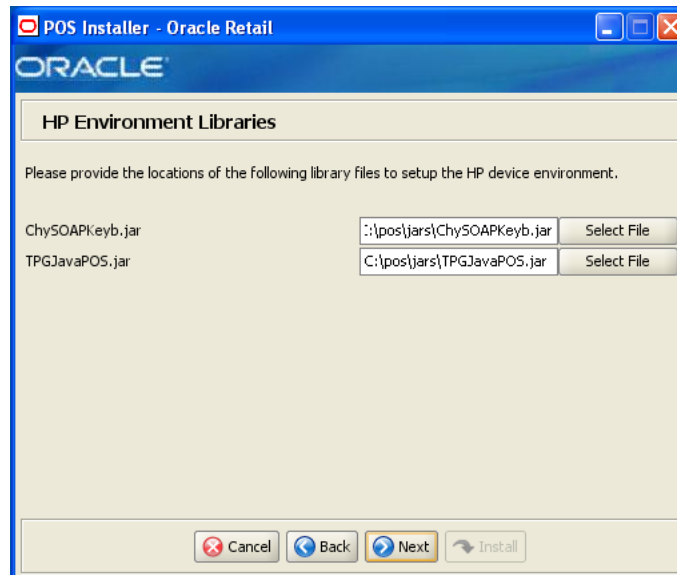 POS Installer - Oracle Retail
ORACLE
HP Environment Libraries
Please provide the locations of the following library files to setup the HP device environment.
ChySOAPKeyb.jar :\pos\jars\ChySOAPKeyb.jar Select File
TPGJavaPOS.jar C:\pos\jars\TPGJavaPOS.jar Select File
Cancel Back Next Install